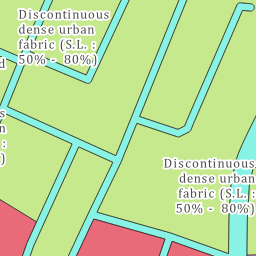 Discontinuous
dense urban
fabric (S.L. :
50% - 80%)
d
s
n
:
)
Discontinuous
dense urban
fabric (S.L. :
50% - 80%)